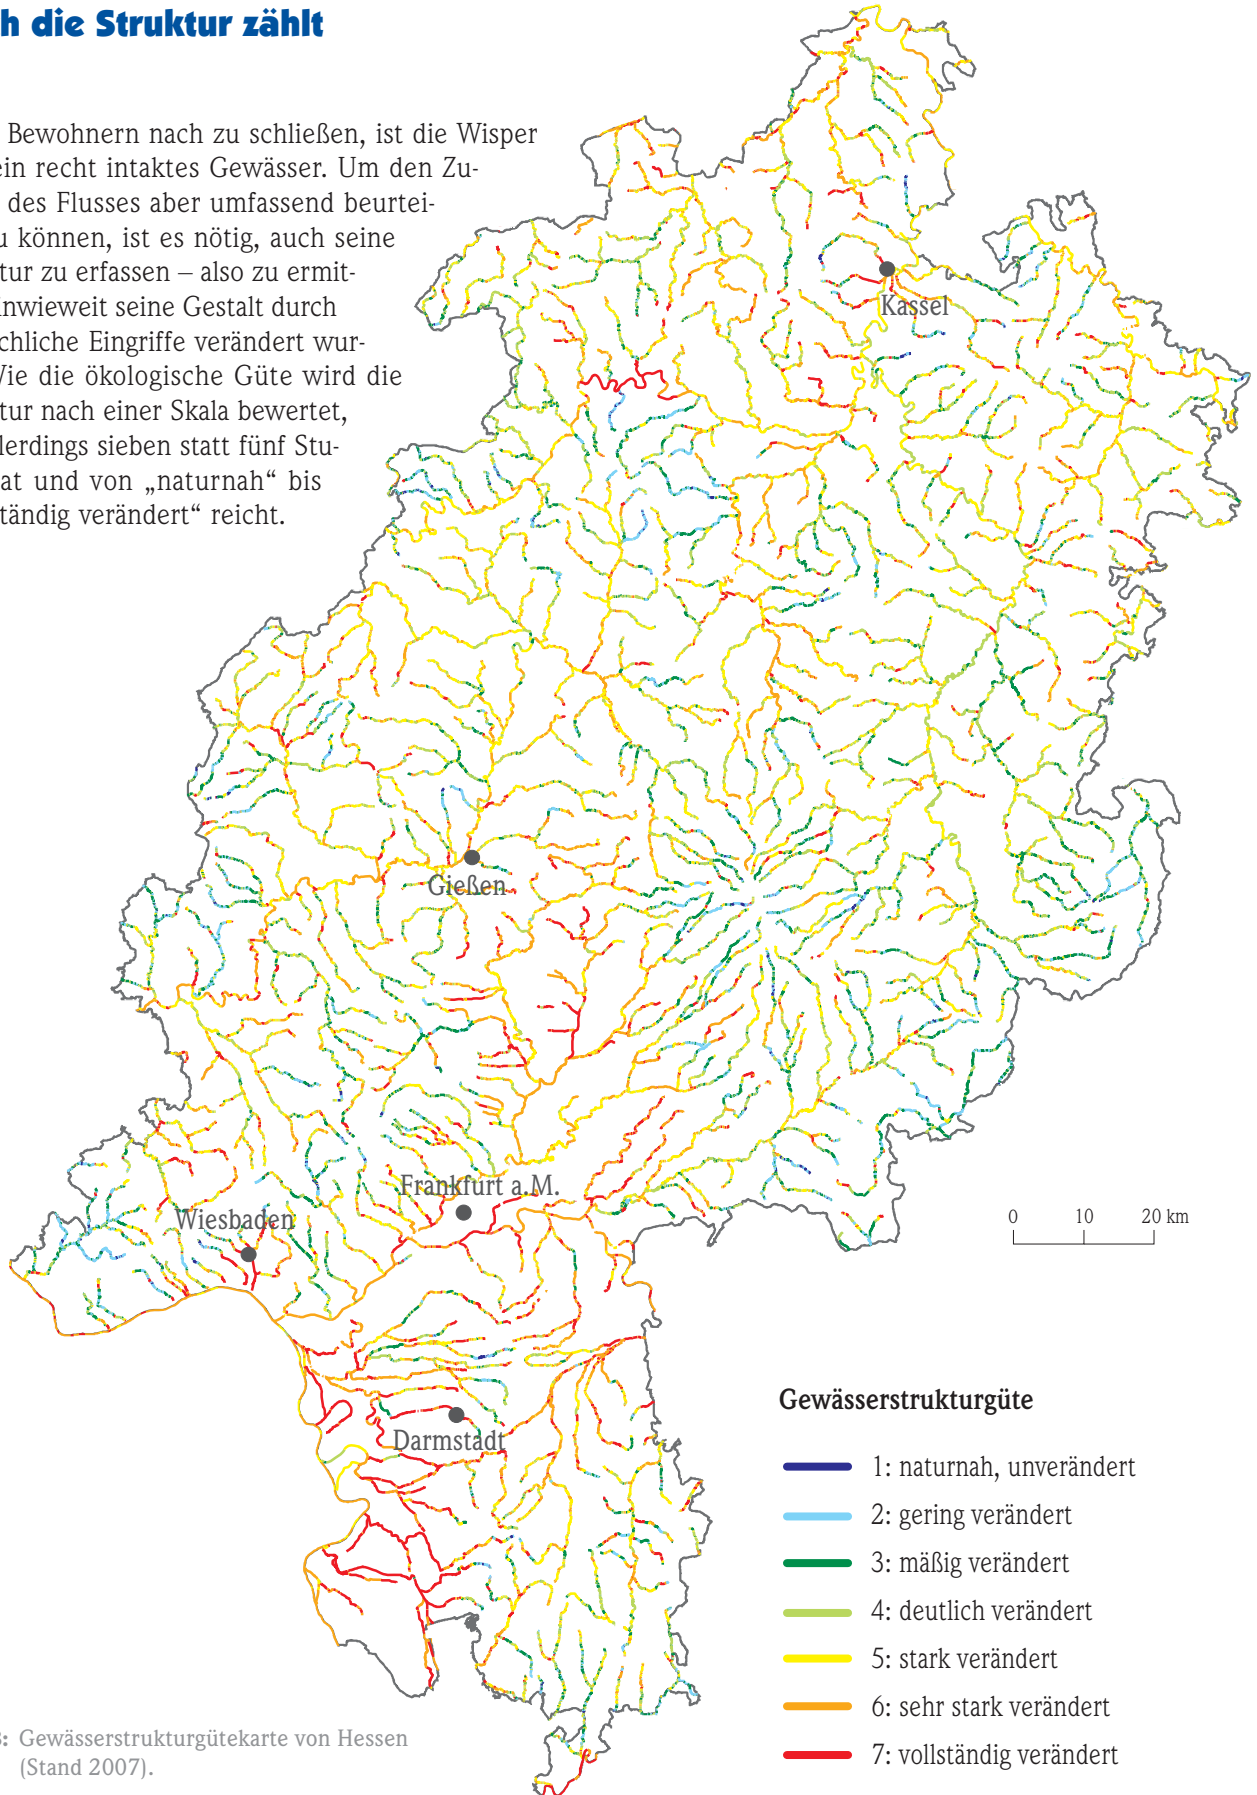 h die Struktur zählt
Bewohnern nach zu schließen, ist die Wisper
ein recht intaktes Gewässer. Um den Zu-
des Flusses aber umfassend beurtei-
u können, ist es nötig, auch seine
tur zu erfassen – also zu ermit-
nwieweit seine Gestalt durch
chliche Eingriffe verändert wur-
Wie die ökologische Güte wird die
tur nach einer Skala bewertet,
lerdings sieben statt fünf Stu-
at und von „naturnah“ bis
ständig verändert“ reicht.
Kassel
Gießen
Frankfurt a.M.
Wiesbaden
Darmstadt
0 10 20 km
Gewässerstrukturgüte
1: naturnah, unverändert
2: gering verändert
3: mäßig verändert
4: deutlich verändert
5: stark verändert
6: sehr stark verändert
7: vollständig verändert
: Gewässerstrukturgütekarte von Hessen
(Stand 2007).